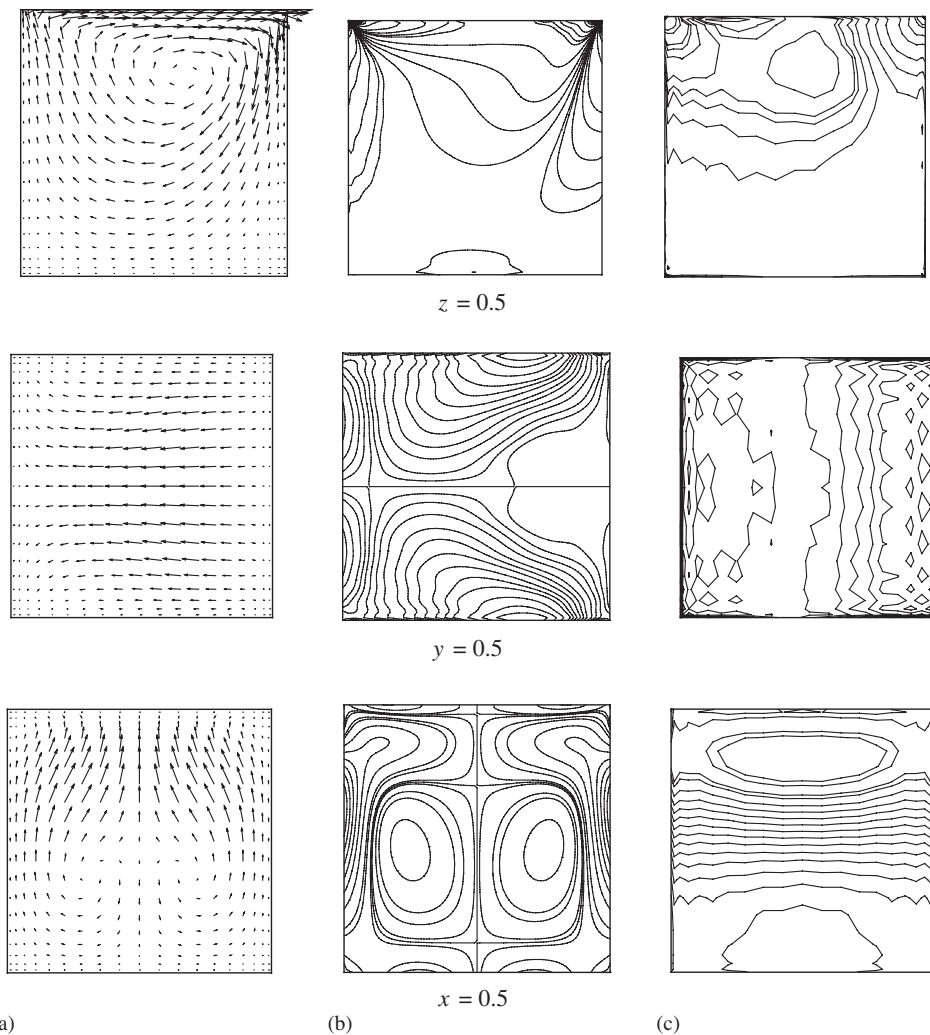 z = 0.5
y = 0.5
x = 0.5
a)
(b)
(c)